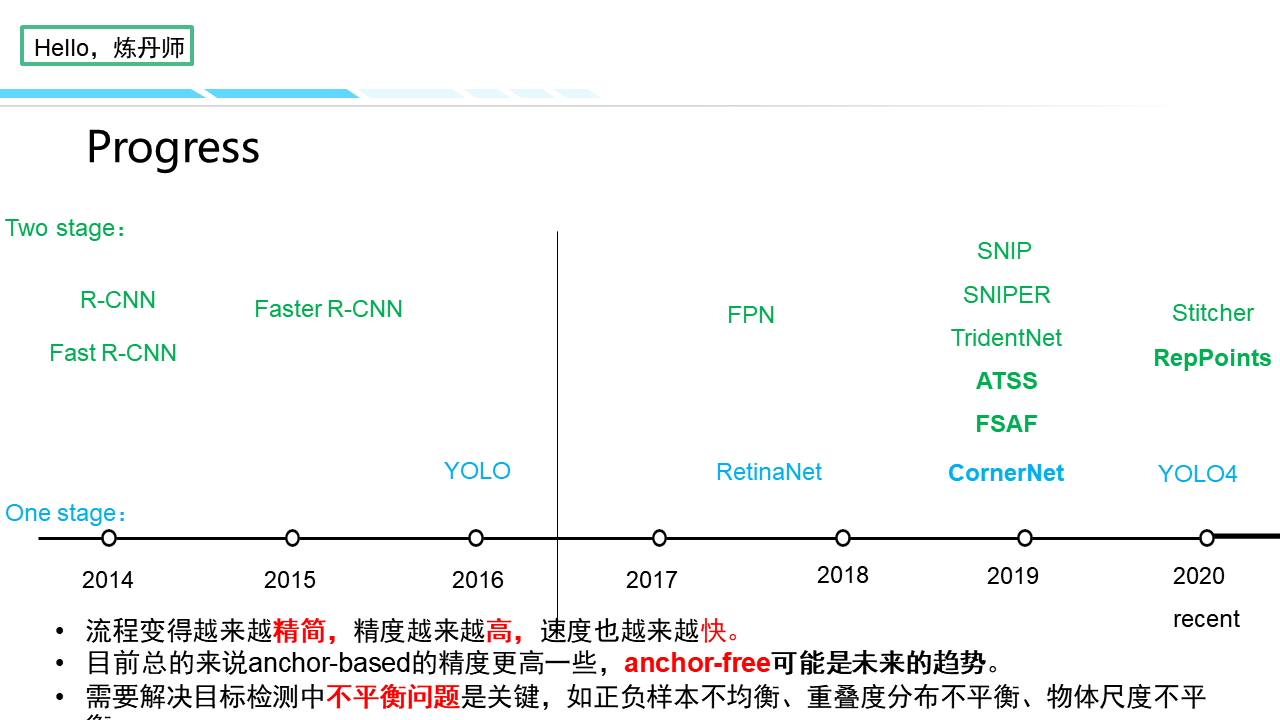 Hello，炼丹师
Progress
Two stage：
SNIP
R-CNN
Faster R-CNN
SNIPER
FPN
Stitcher
Fast R-CNN
TridentNet
RepPoints
ATSS
FSAF
YOLO
RetinaNet
CornerNet
YOLO4
One stage：
2014
2015
2016
2017
2018
2019
2020
recent
• 流程变得越来越精简，精度越来越高，速度也越来越快。
• 目前总的来说anchor-based的精度更高一些，anchor-free可能是未来的趋势。
• 需要解决目标检测中不平衡问题是关键，如正负样本不均衡、重叠度分布不平衡、物体尺度不平